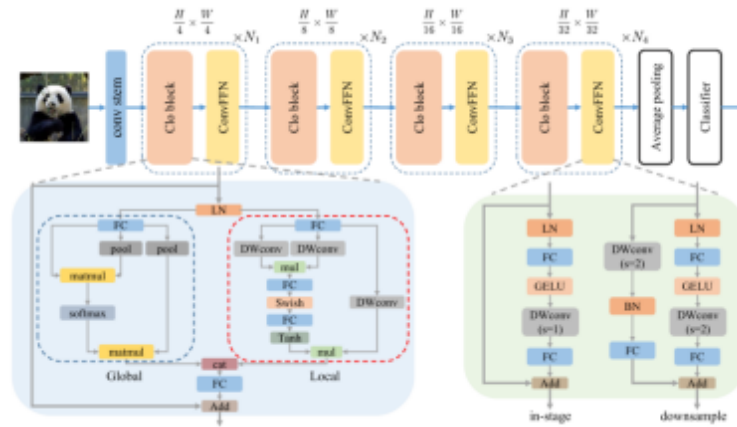 H/4 × W/4 ×N1
H/8 × W/8 ×N2
H/16 × W/16 ×N3
H/32 × W/32 ×N4
conv stem
Clo block
ConvFFN
Clo block
ConvFFN
Clo block
ConvFFN
Clo block
ConvFFN
Average pooling
Classifier
LN
FC
pool
pool
matmul
softmax
matmul
Global
FC
DWconv
DWconv
mul
FC
Swish
FC
Tanh
mul
DWconv
Local
cat
FC
Add
LN
FC
GELU
DWconv
(s=1)
FC
Add
in-stage
DWconv
(s=2)
BN
FC
LN
FC
GELU
DWconv
(s=2)
FC
Add
downsample